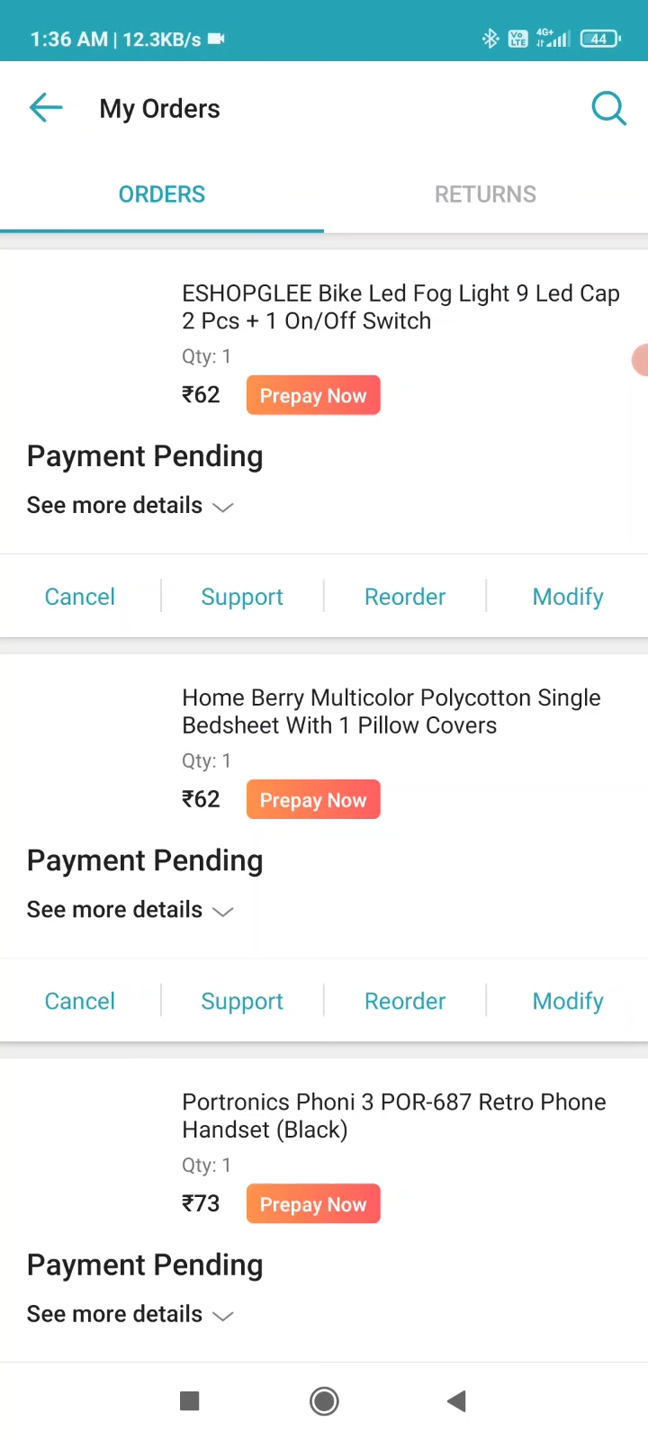 1:36 AM | 12.3KB/s
Vo LTE 4G+ 44
My Orders
ORDERS RETURNS
ESHOPGLEE Bike Led Fog Light 9 Led Cap
2 Pcs + 1 On/Off Switch
Qty: 1
₹62 Prepay Now
Payment Pending
See more details
Cancel Support Reorder Modify
Home Berry Multicolor Polycotton Single
Bedsheet With 1 Pillow Covers
Qty: 1
₹62 Prepay Now
Payment Pending
See more details
Cancel Support Reorder Modify
Portronics Phoni 3 POR-687 Retro Phone
Handset (Black)
Qty: 1
₹73 Prepay Now
Payment Pending
See more details